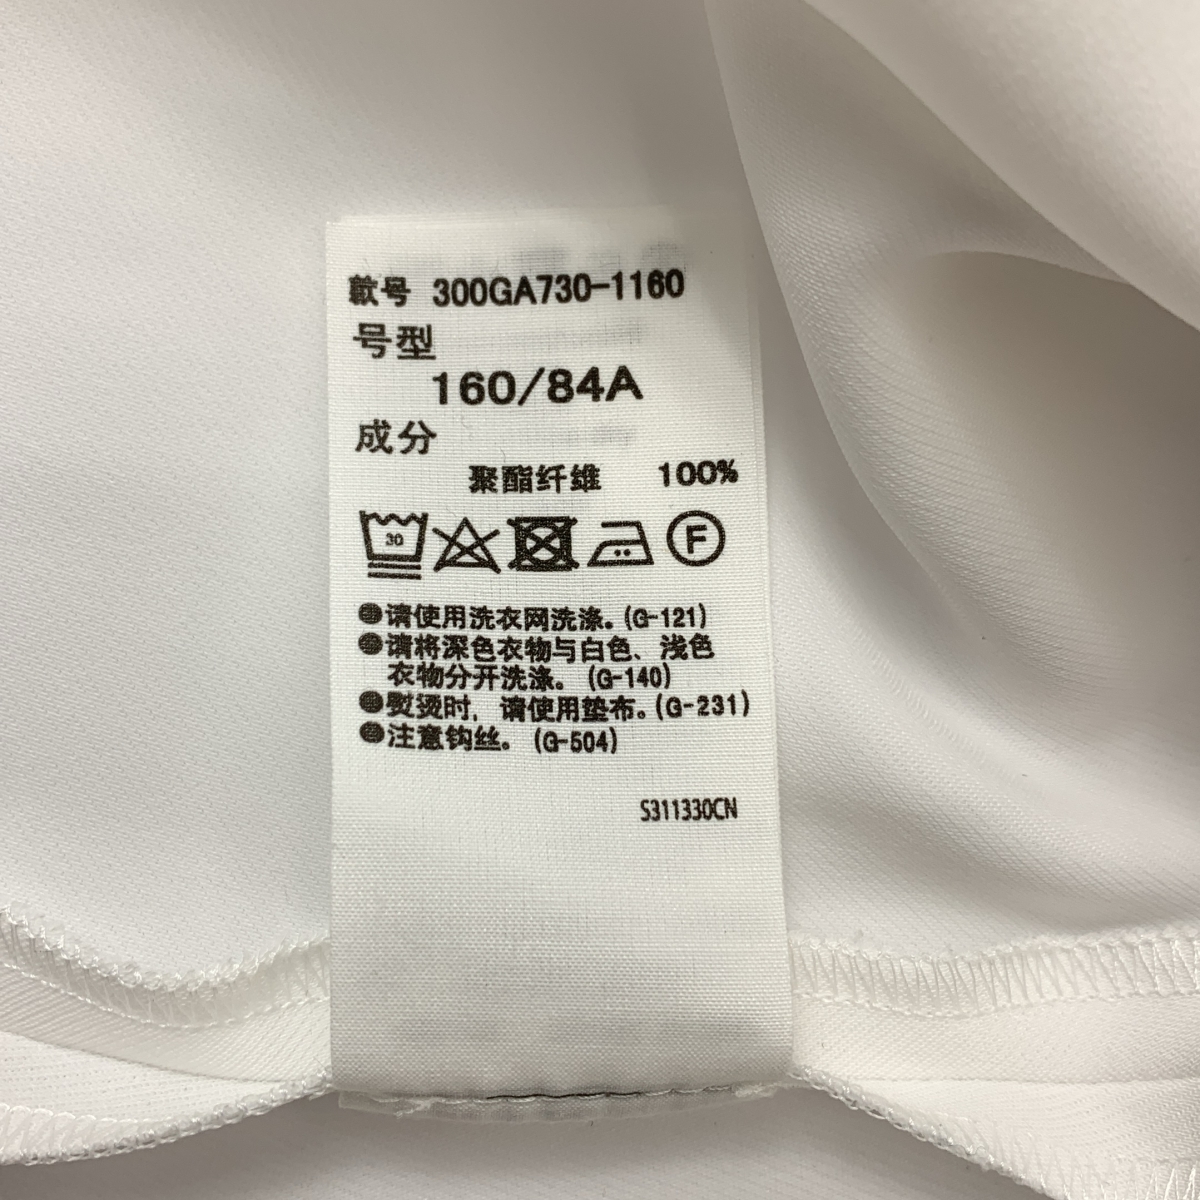 款号 300GA730-1160
号型
160/84A
成分
聚酯纤维 100%
30 F
●请使用洗衣网洗涤。(G-121)
●请将深色衣物与白色、浅色
衣物分开洗涤。(G-140)
●熨烫时，请使用垫布。(G-231)
●注意钩丝。(G-504)
S311330CN